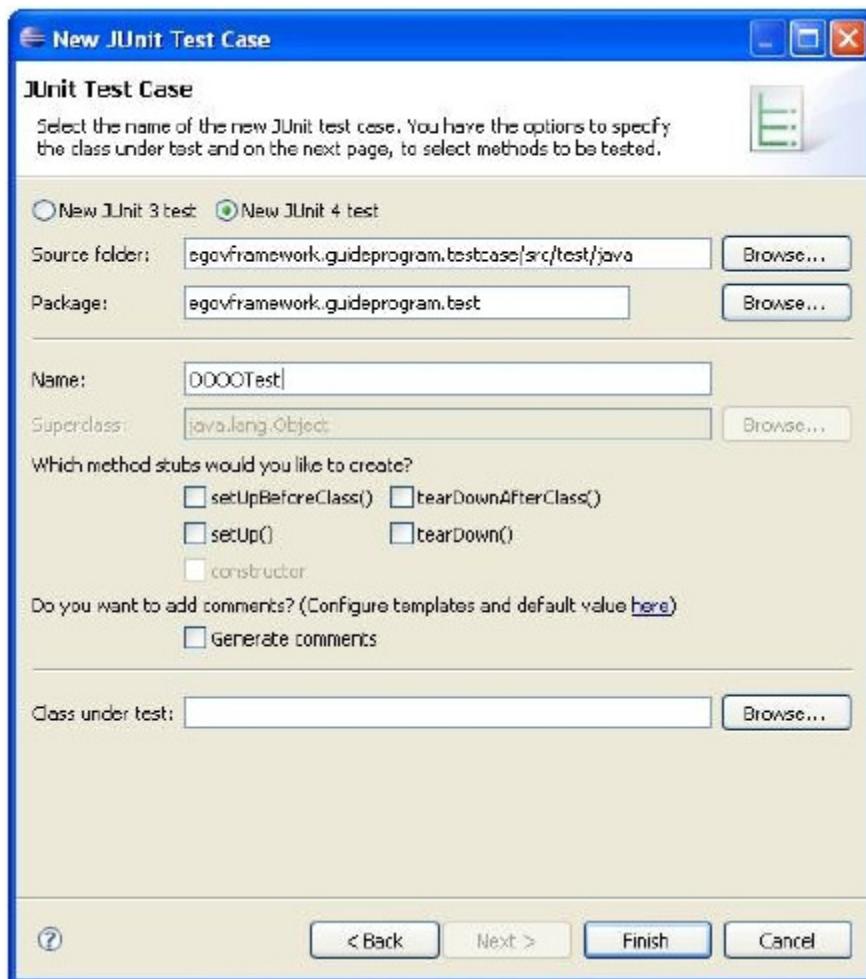 New JUnit Test Case
JUnit Test Case
Select the name of the new JUnit test case. You have the options to specify
the class under test and on the next page, to select methods to be tested.
New JUnit 3 test New JUnit 4 test
Source folder: egovframework.guideprogram.testcase/src/test/java Browse...
Package: egovframework.guideprogram.test Browse...
Name: OOOOTest
Superclass: java.lang.Object Browse...
Which method stubs would you like to create?
setUpBeforeClass() tearDownAfterClass()
setUp() tearDown()
constructor
Do you want to add comments? (Configure templates and default value here)
Generate comments
Class under test: Browse...
? < Back Next > Finish Cancel